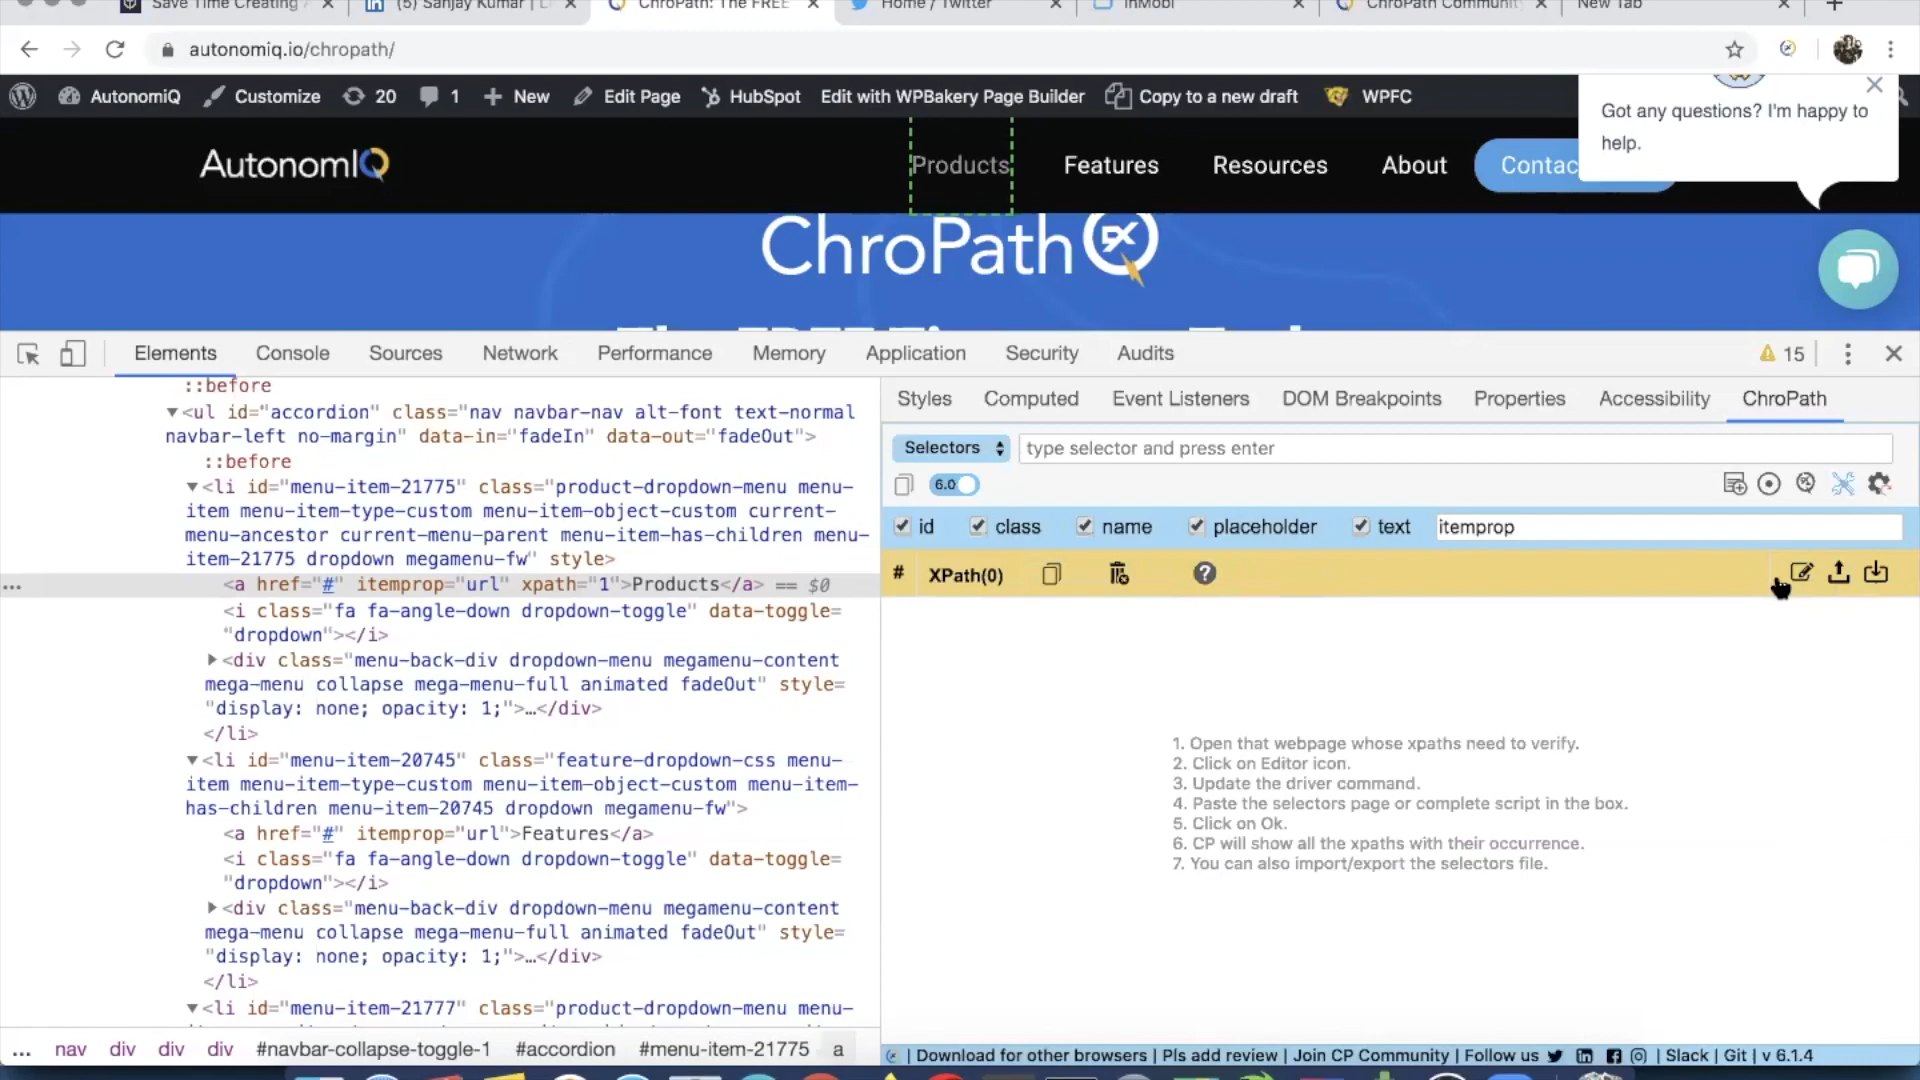 Save Time Creating
(5) Sanjay Kumar | Li
ChroPath: The FREE
Home / Twitter
InMobi
ChroPath Community
New Tab
autonomiq.io/chropath/
AutonomiQ
Customize
20
1
New
Edit Page
HubSpot
Edit with WPBakery Page Builder
Copy to a new draft
WPFC
Got any questions? I'm happy to
help.
AutonomIQ
Products
Features
Resources
About
Contac
ChroPath
Elements
Console
Sources
Network
Performance
Memory
Application
Security
Audits
15
::before
<ul id="accordion" class="nav navbar-nav alt-font text-normal
navbar-left no-margin" data-in="fadeIn" data-out="fadeOut">
::before
<li id="menu-item-21775" class="product-dropdown-menu menu-
item menu-item-type-custom menu-item-object-custom current-
menu-ancestor current-menu-parent menu-item-has-children menu-
item-21775 dropdown megamenu-fw" style>
... <a href="#" itemprop="url" xpath="1">Products</a> == $0
<i class="fa fa-angle-down dropdown-toggle" data-toggle=
"dropdown"></i>
<div class="menu-back-div dropdown-menu megamenu-content
mega-menu collapse mega-menu-full animated fadeOut" style=
"display: none; opacity: 1;">…</div>
</li>
<li id="menu-item-20745" class="feature-dropdown-css menu-
item menu-item-type-custom menu-item-object-custom menu-item-
has-children menu-item-20745 dropdown megamenu-fw">
<a href="#" itemprop="url">Features</a>
<i class="fa fa-angle-down dropdown-toggle" data-toggle=
"dropdown"></i>
<div class="menu-back-div dropdown-menu megamenu-content
mega-menu collapse mega-menu-full animated fadeOut" style=
"display: none; opacity: 1;">…</div>
</li>
<li id="menu-item-21777" class="product-dropdown-menu menu-
... nav div div div #navbar-collapse-toggle-1 #accordion #menu-item-21775 a
Styles
Computed
Event Listeners
DOM Breakpoints
Properties
Accessibility
ChroPath
Selectors
type selector and press enter
6.0
id
class
name
placeholder
text
itemprop
# XPath(0)
?
1. Open that webpage whose xpaths need to verify.
2. Click on Editor icon.
3. Update the driver command.
4. Paste the selectors page or complete script in the box.
5. Click on Ok.
6. CP will show all the xpaths with their occurrence.
7. You can also import/export the selectors file.
| Download for other browsers | Pls add review | Join CP Community | Follow us | Slack | Git | v 6.1.4